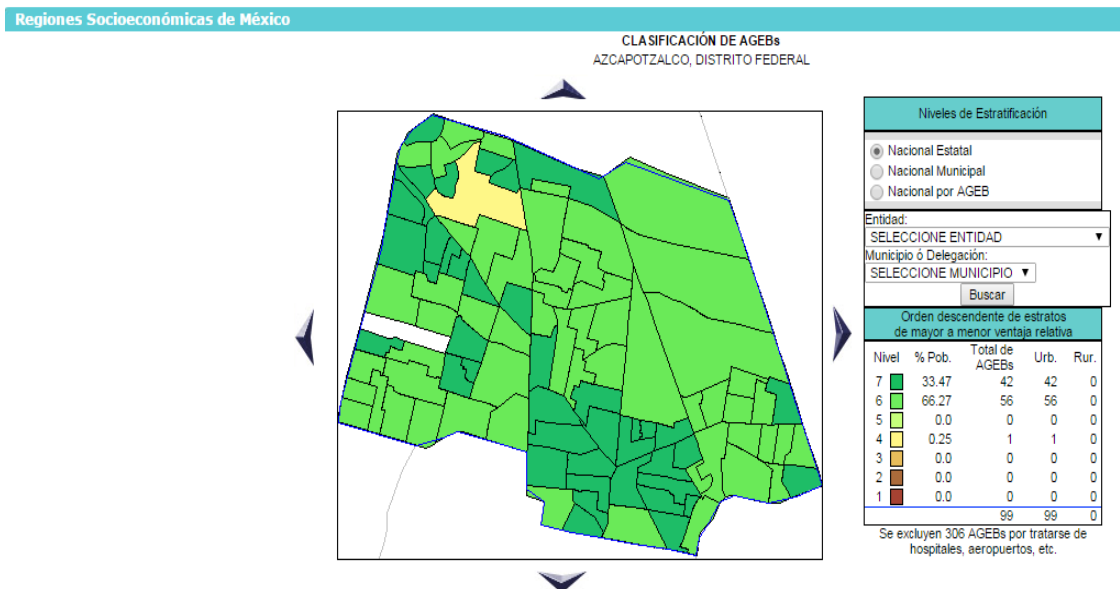 Regiones Socioeconómicas de México
CLASIFICACIÓN DE AGEBs
AZCAPOTZALCO, DISTRITO FEDERAL
Niveles de Estratificación
Nacional Estatal
Nacional Municipal
Nacional por AGEB
Entidad:
SELECCIONE ENTIDAD
Municipio ó Delegación:
SELECCIONE MUNICIPIO
Buscar
Orden descendente de estratos
de mayor a menor ventaja relativa
Nivel % Pob. Total de AGEBs Urb. Rur.
7 33.47 42 42 0
6 66.27 56 56 0
5 0.0 0 0 0
4 0.25 1 1 0
3 0.0 0 0 0
2 0.0 0 0 0
1 0.0 0 0 0
99 99 0
Se excluyen 306 AGEBs por tratarse de
hospitales, aeropuertos, etc.